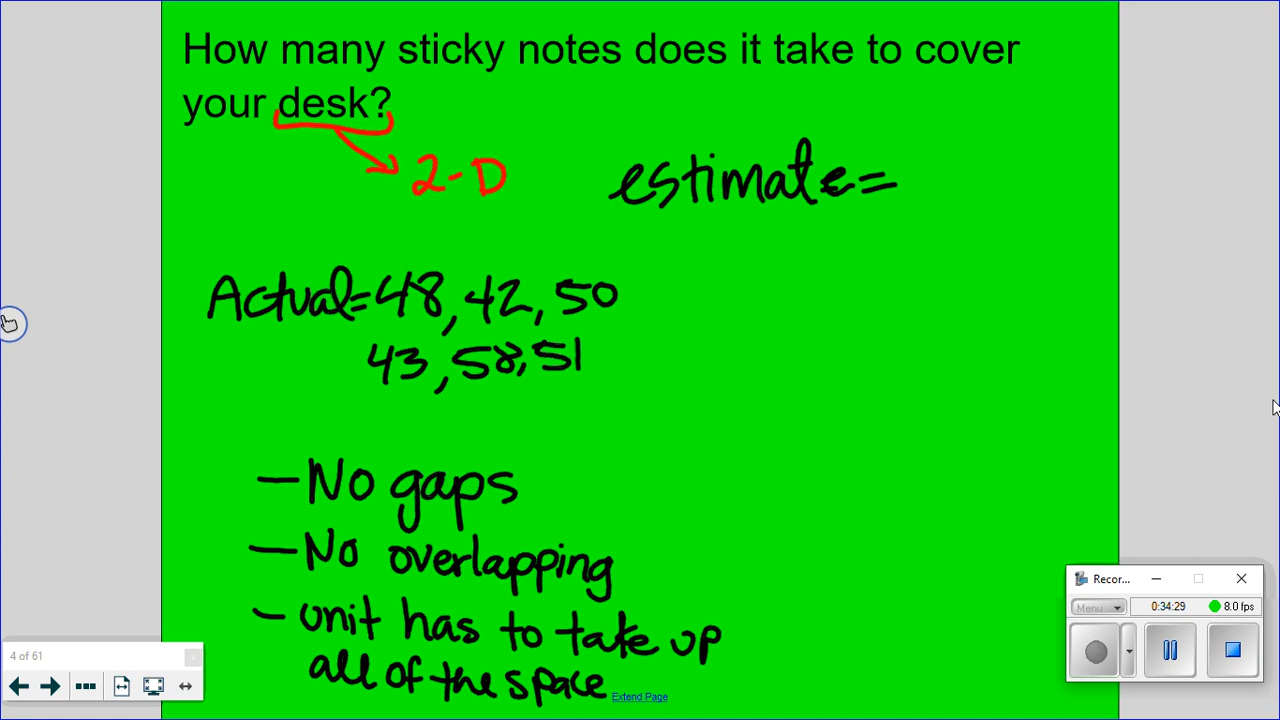 How many sticky notes does it take to cover
your desk?
2-D
estimate=
Actual=48, 42, 50
43, 58, 51
- No gaps
- No overlapping
- unit has to take up
all of the space
Extend Page
4 of 61
Recor...
Menu
0:34:29
8.0 fps